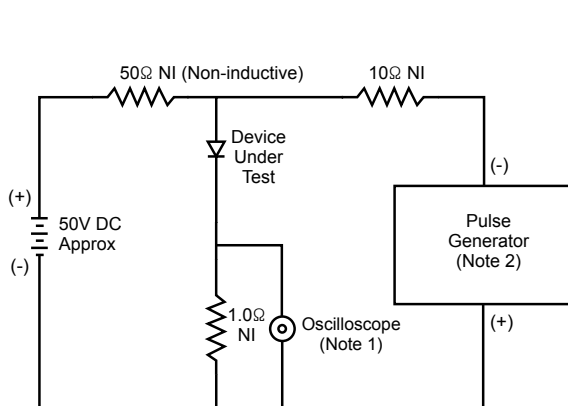 50Ω NI (Non-inductive)
10Ω NI
Device
Under
Test
(-)
(+)
50V DC
Approx
(-)
Pulse
Generator
(Note 2)
1.0Ω
NI
Oscilloscope
(Note 1)
(+)